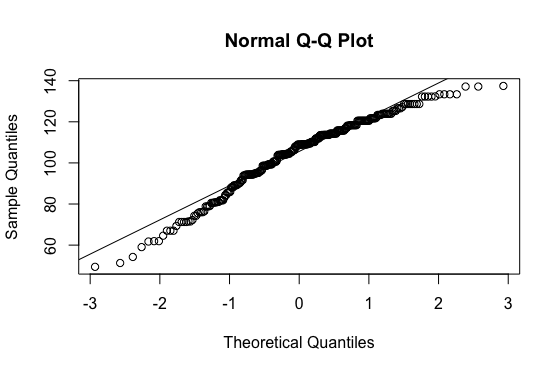 Normal Q-Q Plot
Sample Quantiles
140
120
100
80
60
-3 -2 -1 0 1 2 3
Theoretical Quantiles